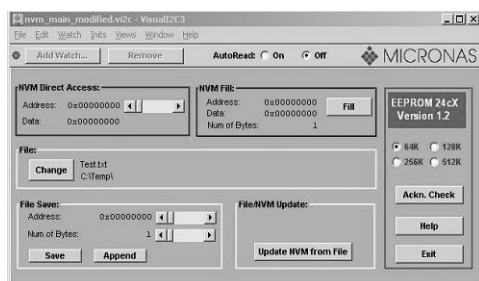 nvm_main_modified.vi2c - VisualI2C3
File Edit Watch Inits Views Window Help
Add Watch... Remove AutoRead: On Off MICRONAS
NVM Direct Access:
Address: 0x00000000
Data: 0x00000000
NVM Fill:
Address: 0x00000000
Data: 0x00000000
Num of Bytes: 1
Fill
EEPROM 24cX
Version 1.2
64K 128K
256K 512K
Ackn. Check
Help
Exit
File:
Change
Test.txt
C:\Temp\
File Save:
Address: 0x00000000
Num of Bytes: 1
Save Append
File/NVM Update:
Update NVM from File